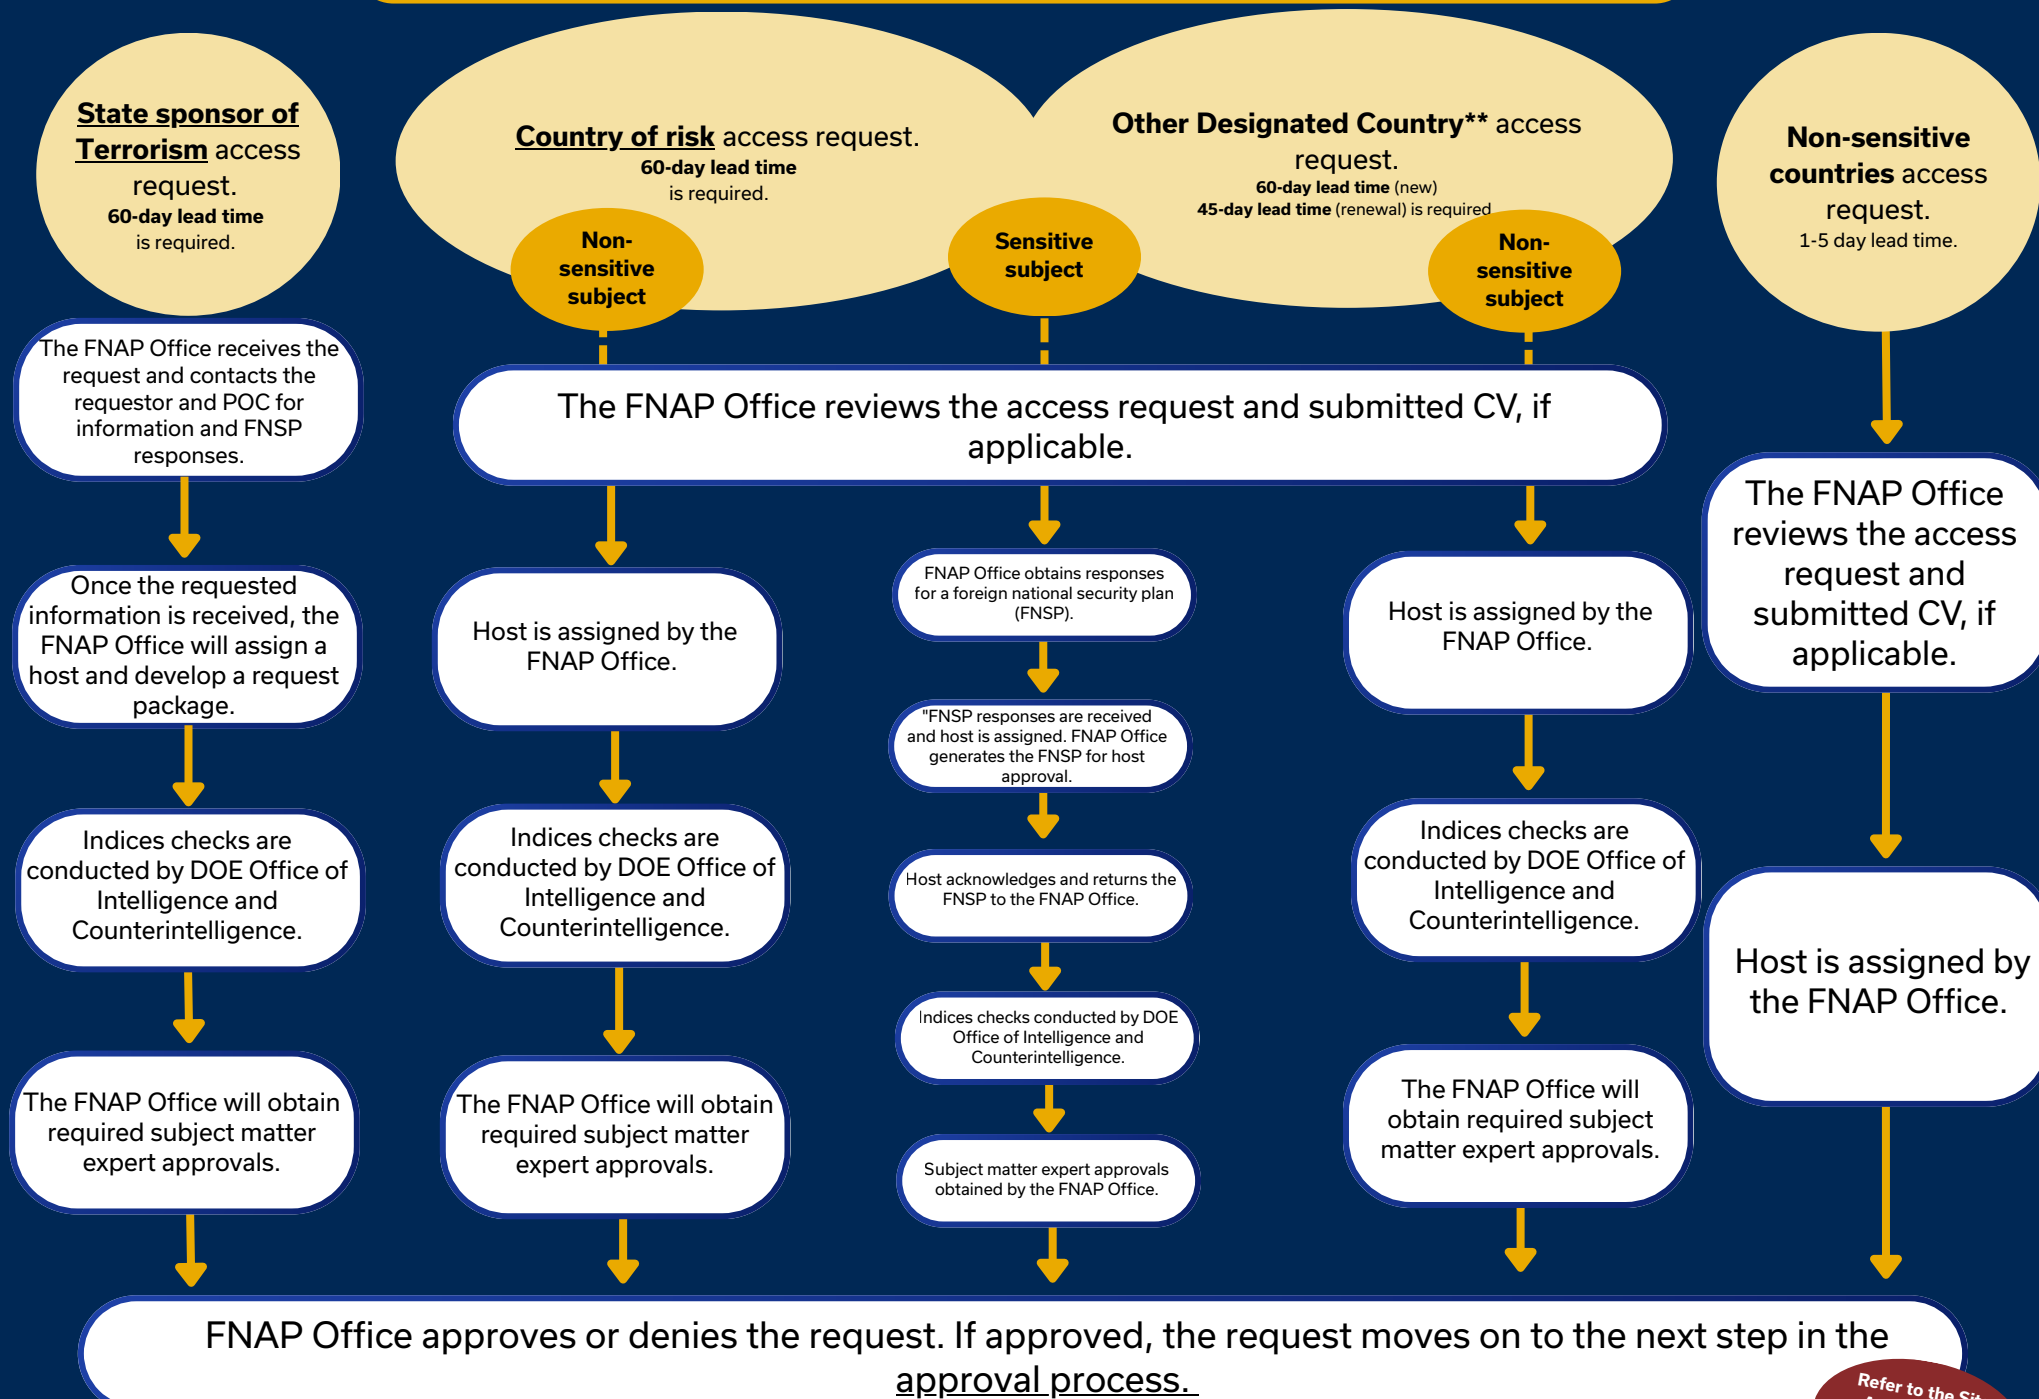 State sponsor of
Terrorism access
request.
60-day lead time
is required.
Country of risk access request.
60-day lead time
is required.
Other Designated Country** access
request.
60-day lead time (new)
45-day lead time (renewal) is required
Non-sensitive
countries access
request.
1-5 day lead time.
Non-
sensitive
subject
Sensitive
subject
Non-
sensitive
subject
The FNAP Office receives the
request and contacts the
requestor and POC for
information and FNSP
responses.
Once the requested
information is received, the
FNAP Office will assign a
host and develop a request
package.
Indices checks are
conducted by DOE Office of
Intelligence and
Counterintelligence.
The FNAP Office will obtain
required subject matter
expert approvals.
The FNAP Office reviews the access request and submitted CV, if
applicable.
Host is assigned by the
FNAP Office.
Indices checks are
conducted by DOE Office of
Intelligence and
Counterintelligence.
The FNAP Office will obtain
required subject matter
expert approvals.
FNAP Office obtains responses
for a foreign national security plan
(FNSP).
"FNSP responses are received
and host is assigned. FNAP Office
generates the FNSP for host
approval.
Host acknowledges and returns the
FNSP to the FNAP Office.
Indices checks conducted by DOE
Office of Intelligence and
Counterintelligence.
Subject matter expert approvals
obtained by the FNAP Office.
Host is assigned by the
FNAP Office.
Indices checks are
conducted by DOE Office of
Intelligence and
Counterintelligence.
The FNAP Office will
obtain required subject
matter expert approvals.
The FNAP Office
reviews the access
request and
submitted CV, if
applicable.
Host is assigned by
the FNAP Office.
FNAP Office approves or denies the request. If approved, the request moves on to the next step in the
approval process.
Refer to the